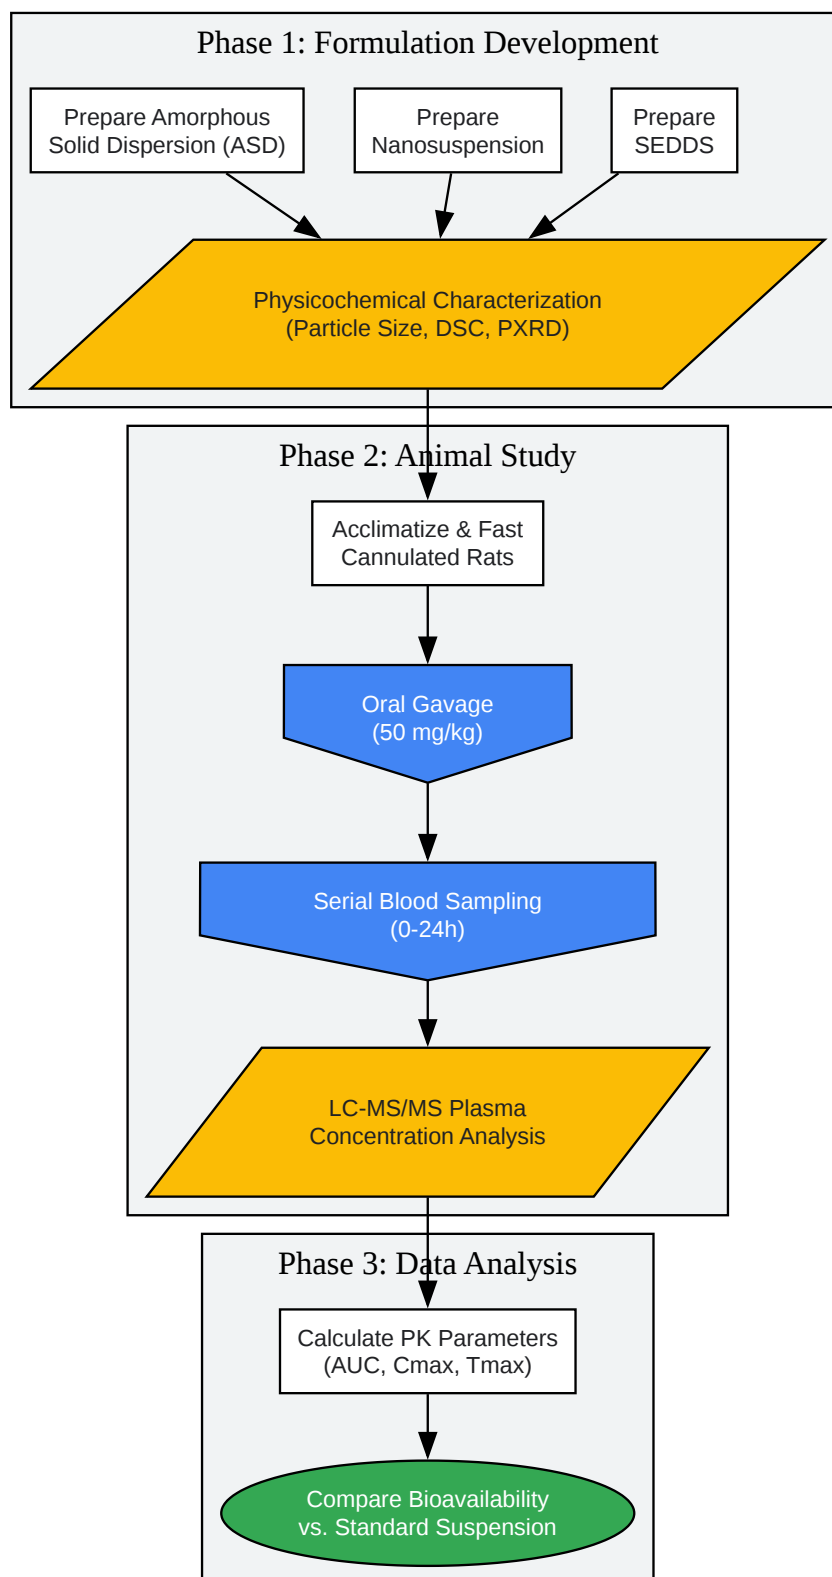 Phase 1: Formulation Development
Prepare Amorphous
Solid Dispersion (ASD)
Prepare
Nanosuspension
Prepare
SEDDS
Physicochemical Characterization
(Particle Size, DSC, PXRD)
Phase 2: Animal Study
Acclimatize & Fast
Cannulated Rats
Oral Gavage
(50 mg/kg)
Serial Blood Sampling
(0-24h)
LC-MS/MS Plasma
Concentration Analysis
Phase 3: Data Analysis
Calculate PK Parameters
(AUC, Cmax, Tmax)
Compare Bioavailability
vs. Standard Suspension